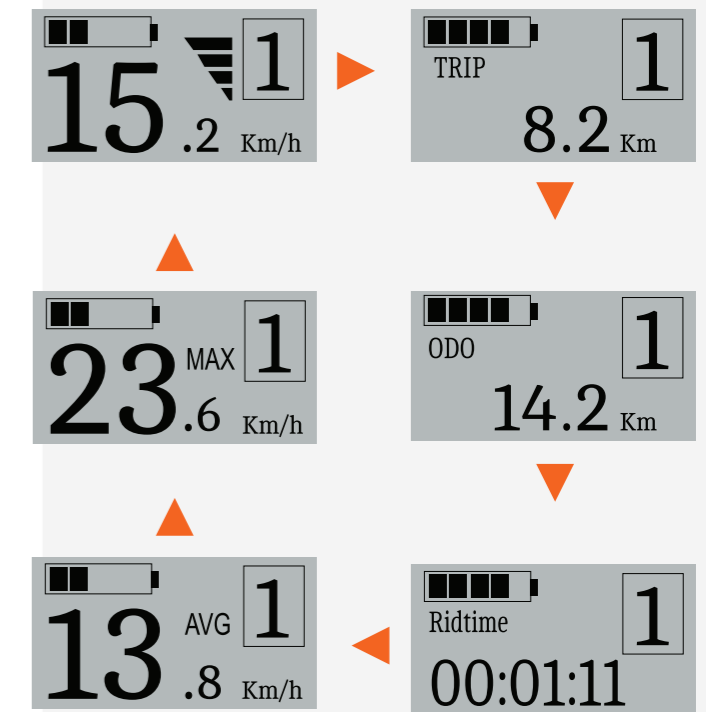 1
15.2 Km/h
1
TRIP
8.2 Km
1
MAX
23.6 Km/h
1
ODO
14.2 Km
1
AVG
13.8 Km/h
1
Ridtime
00:01:11